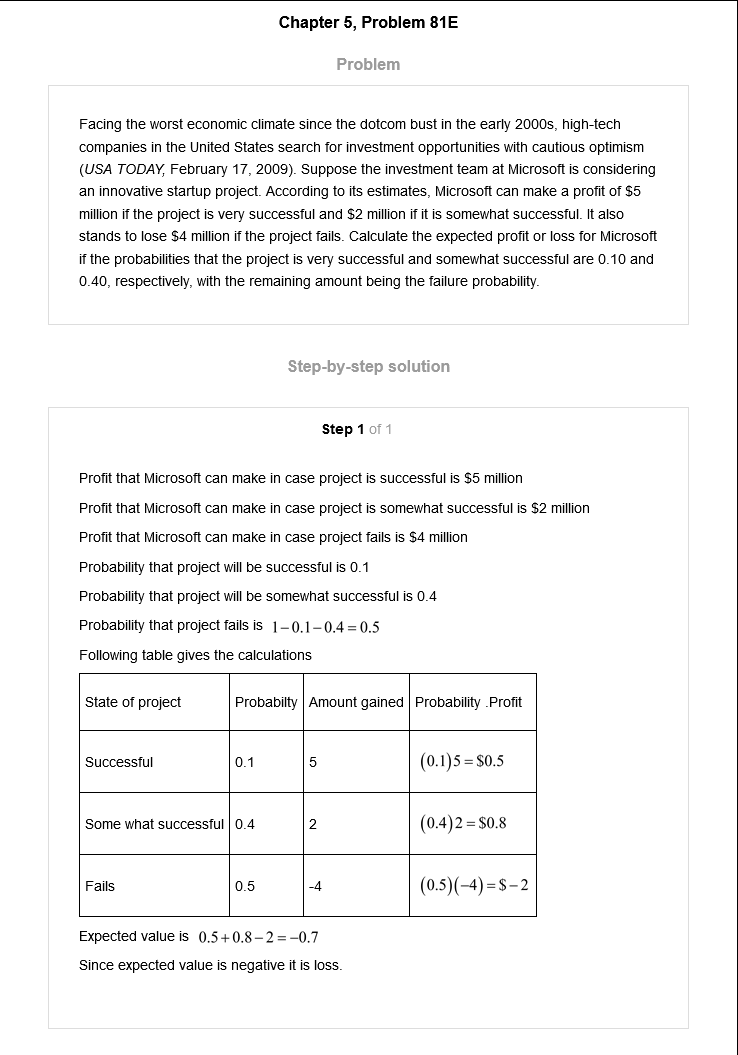 Chapter 5, Problem 81E
Problem
Facing the worst economic climate since the dotcom bust in the early 2000s, high-tech
companies in the United States search for investment opportunities with cautious optimism
(USA TODAY, February 17, 2009). Suppose the investment team at Microsoft is considering
an innovative startup project. According to its estimates, Microsoft can make a profit of $5
million if the project is very successful and $2 million if it is somewhat successful. It also
stands to lose $4 million if the project fails. Calculate the expected profit or loss for Microsoft
if the probabilities that the project is very successful and somewhat successful are 0.10 and
0.40, respectively, with the remaining amount being the failure probability.
Step-by-step solution
Step 1 of 1
Profit that Microsoft can make in case project is successful is $5 million
Profit that Microsoft can make in case project is somewhat successful is $2 million
Profit that Microsoft can make in case project fails is $4 million
Probability that project will be successful is 0.1
Probability that project will be somewhat successful is 0.4
Probability that project fails is 1−0.1−0.4=0.5
Following table gives the calculations
State of project Probabilty Amount gained Probability .Profit
Successful 0.1 5 (0.1)5=$0.5
Some what successful 0.4 2 (0.4)2=$0.8
Fails 0.5 -4 (0.5)(−4)=$−2
Expected value is 0.5+0.8−2=−0.7
Since expected value is negative it is loss.